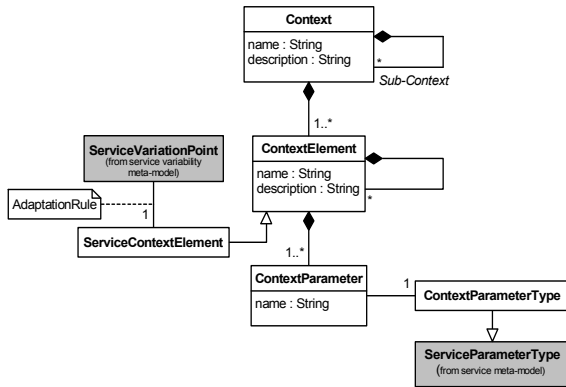 Context
name : String
description : String
*
Sub-Context
1..*
ServiceVariationPoint
(from service variability
meta-model)
ContextElement
name : String
description : String
*
AdaptationRule
1
ServiceContextElement
1..*
ContextParameter
name : String
1
ContextParameterType
ServiceParameterType
(from service meta-model)